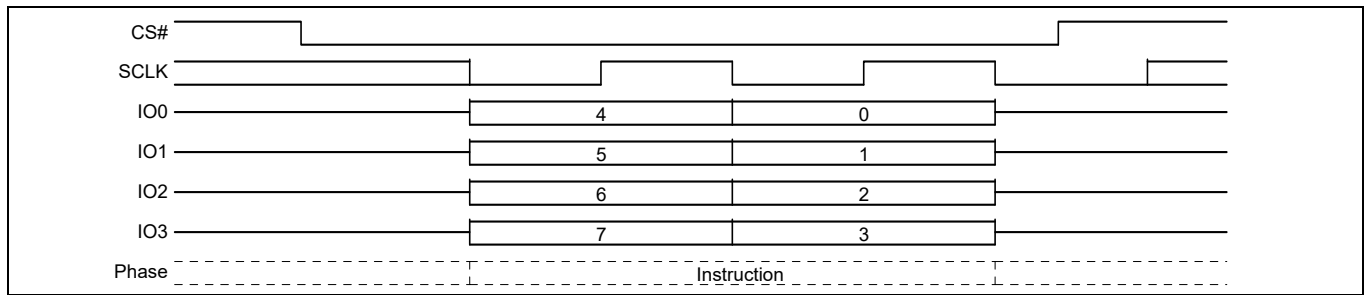 CS#
SCLK
IO0 4 0
IO1 5 1
IO2 6 2
IO3 7 3
Phase Instruction